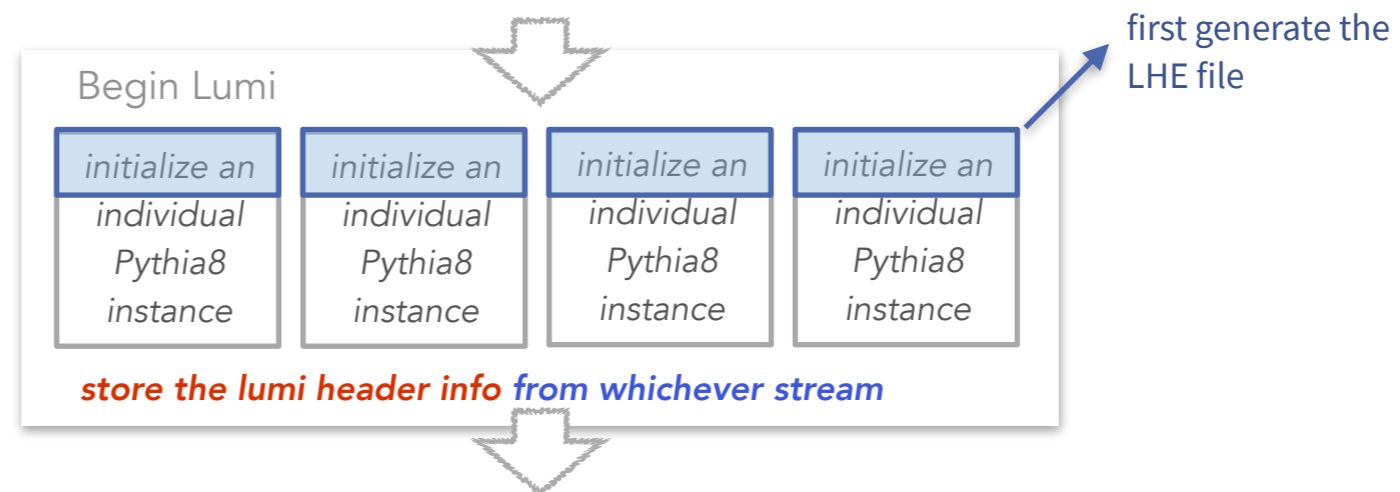 first generate the
LHE file
Begin Lumi
initialize an
individual
Pythia8
instance
initialize an
individual
Pythia8
instance
initialize an
individual
Pythia8
instance
initialize an
individual
Pythia8
instance
store the lumi header info from whichever stream